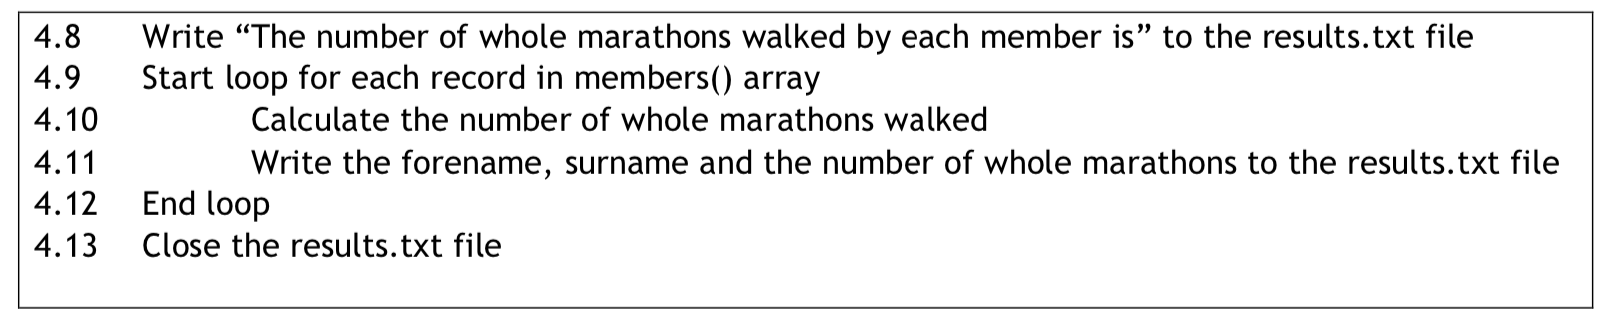 4.8 Write “The number of whole marathons walked by each member is” to the results.txt file
4.9 Start loop for each record in members() array
4.10 Calculate the number of whole marathons walked
4.11 Write the forename, surname and the number of whole marathons to the results.txt file
4.12 End loop
4.13 Close the results.txt file